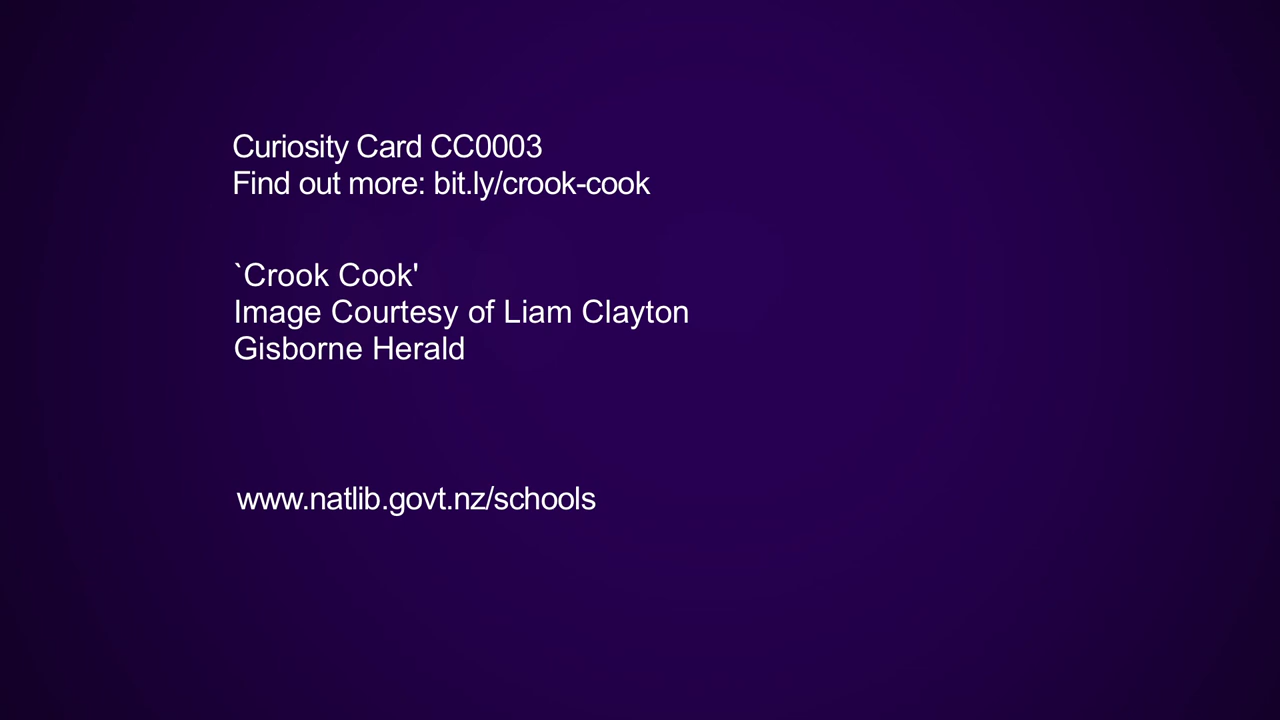 Curiosity Card CC0003
Find out more: bit.ly/crook-cook
`Crook Cook'
Image Courtesy of Liam Clayton
Gisborne Herald
www.natlib.govt.nz/schools